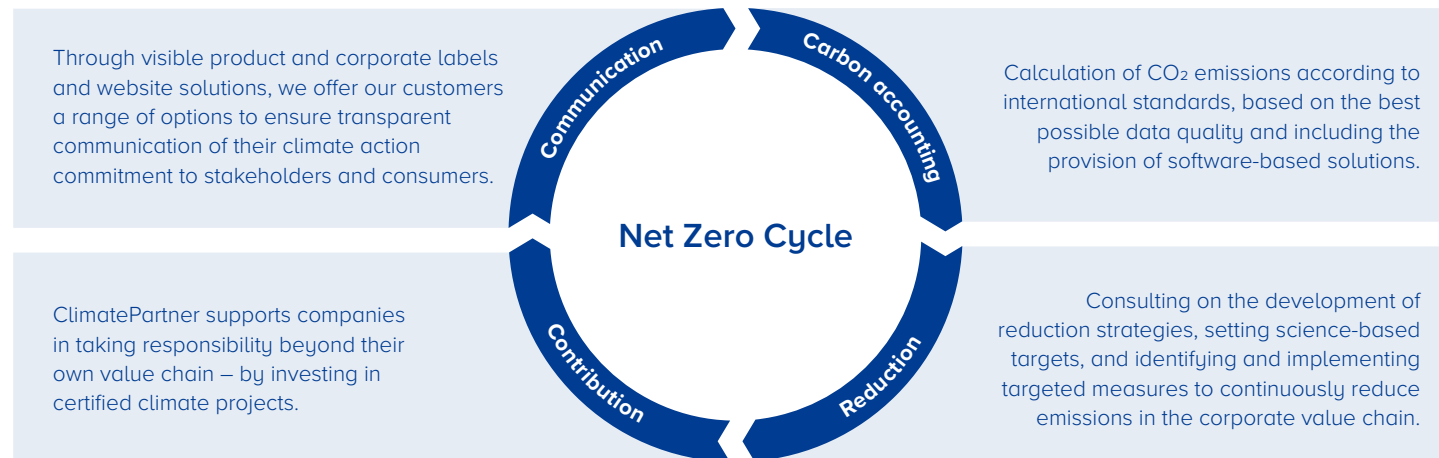 Through visible product and corporate labels
and website solutions, we offer our customers
a range of options to ensure transparent
communication of their climate action
commitment to stakeholders and consumers.
Communication
Carbon accounting
Calculation of CO₂ emissions according to
international standards, based on the best
possible data quality and including the
provision of software-based solutions.
Net Zero Cycle
ClimatePartner supports companies
in taking responsibility beyond their
own value chain – by investing in
certified climate projects.
Contribution
Reduction
Consulting on the development of
reduction strategies, setting science-based
targets, and identifying and implementing
targeted measures to continuously reduce
emissions in the corporate value chain.